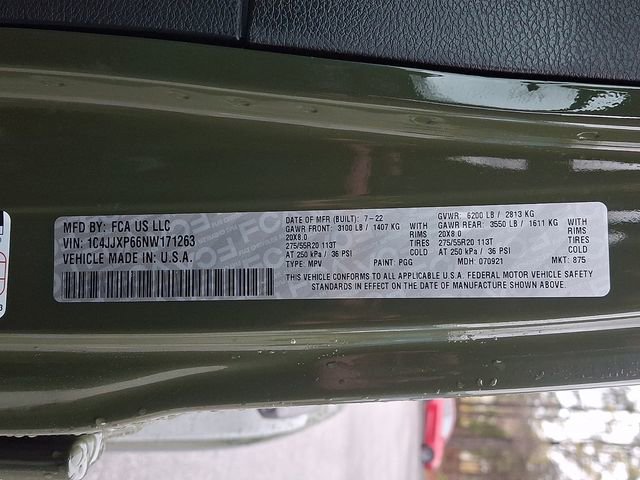 MFD BY: FCA US LLC
VIN: 1C4JJXP66NW171263
VEHICLE MADE IN: U.S.A.
DATE OF MFR (BUILT): 7-22
GAWR FRONT: 3100 LB / 1407 KG WITH
20X8.0 RIMS
275/55R20 113T TIRES
AT 250 kPa / 36 PSI COLD
TYPE: MPV PAINT: PGG
GVWR: 6200 LB / 2813 KG
GAWR REAR: 3550 LB / 1611 KG WITH
20X8.0 RIMS
275/55R20 113T TIRES
AT 250 kPa / 36 PSI COLD
MDH: 070921 MKT: 875
THIS VEHICLE CONFORMS TO ALL APPLICABLE U.S.A. FEDERAL MOTOR VEHICLE SAFETY
STANDARDS IN EFFECT ON THE DATE OF MANUFACTURE SHOWN ABOVE.